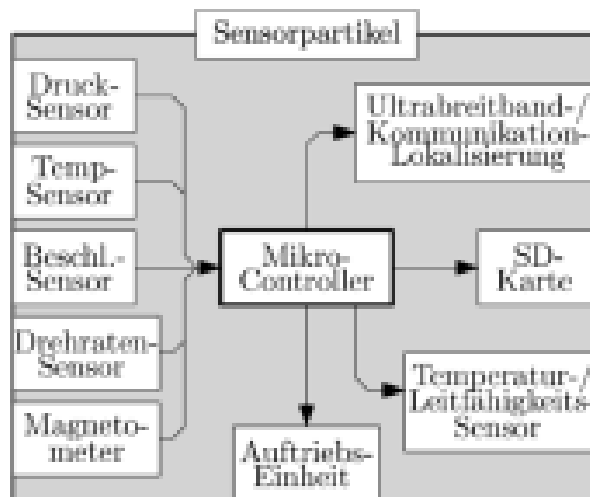 Sensorpartikel
Druck-
Sensor
Temp-
Sensor
Beschl.-
Sensor
Drehraten-
Sensor
Magneto-
meter
Mikro-
Controller
Ultrabreitband-/
Kommunikation-
Lokalisierung
SD-
Karte
Temperatur-/
Leitfähigkeits-
Sensor
Auftriebs-
Einheit